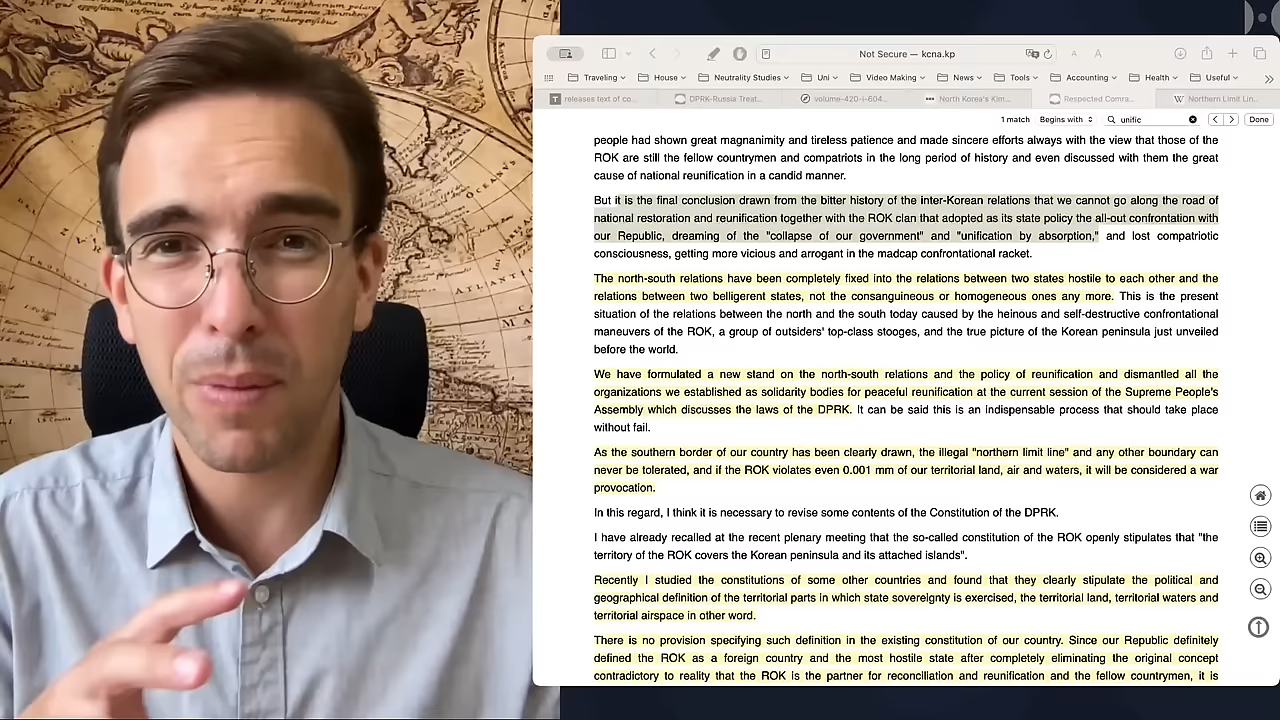 Not Secure — kcna.kp
Traveling
House
Neutrality Studies
Uni
Video Making
News
Tools
Accounting
Health
Useful
releases text of co...
DPRK-Russia Treat...
volume-420-i-604...
North Korea's Kim...
Respected Comra...
Northern Limit Lin...
1 match
Begins with
unific
Done
people had shown great magnanimity and tireless patience and made sincere efforts always with the view that those of the
ROK are still the fellow countrymen and compatriots in the long period of history and even discussed with them the great
cause of national reunification in a candid manner.
But it is the final conclusion drawn from the bitter history of the inter-Korean relations that we cannot go along the road of
national restoration and reunification together with the ROK clan that adopted as its state policy the all-out confrontation with
our Republic, dreaming of the "collapse of our government" and "unification by absorption," and lost compatriotic
consciousness, getting more vicious and arrogant in the madcap confrontational racket.
The north-south relations have been completely fixed into the relations between two states hostile to each other and the
relations between two belligerent states, not the consanguineous or homogeneous ones any more. This is the present
situation of the relations between the north and the south today caused by the heinous and self-destructive confrontational
maneuvers of the ROK, a group of outsiders' top-class stooges, and the true picture of the Korean peninsula just unveiled
before the world.
We have formulated a new stand on the north-south relations and the policy of reunification and dismantled all the
organizations we established as solidarity bodies for peaceful reunification at the current session of the Supreme People's
Assembly which discusses the laws of the DPRK. It can be said this is an indispensable process that should take place
without fail.
As the southern border of our country has been clearly drawn, the illegal "northern limit line" and any other boundary can
never be tolerated, and if the ROK violates even 0.001 mm of our territorial land, air and waters, it will be considered a war
provocation.
In this regard, I think it is necessary to revise some contents of the Constitution of the DPRK.
I have already recalled at the recent plenary meeting that the so-called constitution of the ROK openly stipulates that "the
territory of the ROK covers the Korean peninsula and its attached islands".
Recently I studied the constitutions of some other countries and found that they clearly stipulate the political and
geographical definition of the territorial parts in which state sovereignty is exercised, the territorial land, territorial waters and
territorial airspace in other word.
There is no provision specifying such definition in the existing constitution of our country. Since our Republic definitely
defined the ROK as a foreign country and the most hostile state after completely eliminating the original concept
contradictory to reality that the ROK is the partner for reconciliation and reunification and the fellow countrymen, it is